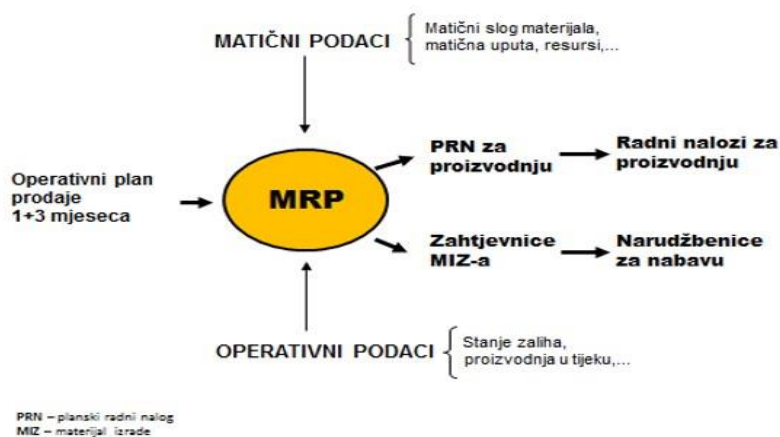 MATIČNI PODACI
Matični slog materijala,
matična uputa, resursi,...
Operativni plan
prodaje
1+3 mjeseca
MRP
PRN za
proizvodnju
Radni nalozi za
proizvodnju
Zahtjevnice
MIZ-a
Narudžbenice
za nabavu
OPERATIVNI PODACI
Stanje zaliha,
proizvodnja u tijeku,...
PRN – planski radni nalog
MIZ – materijal izrade